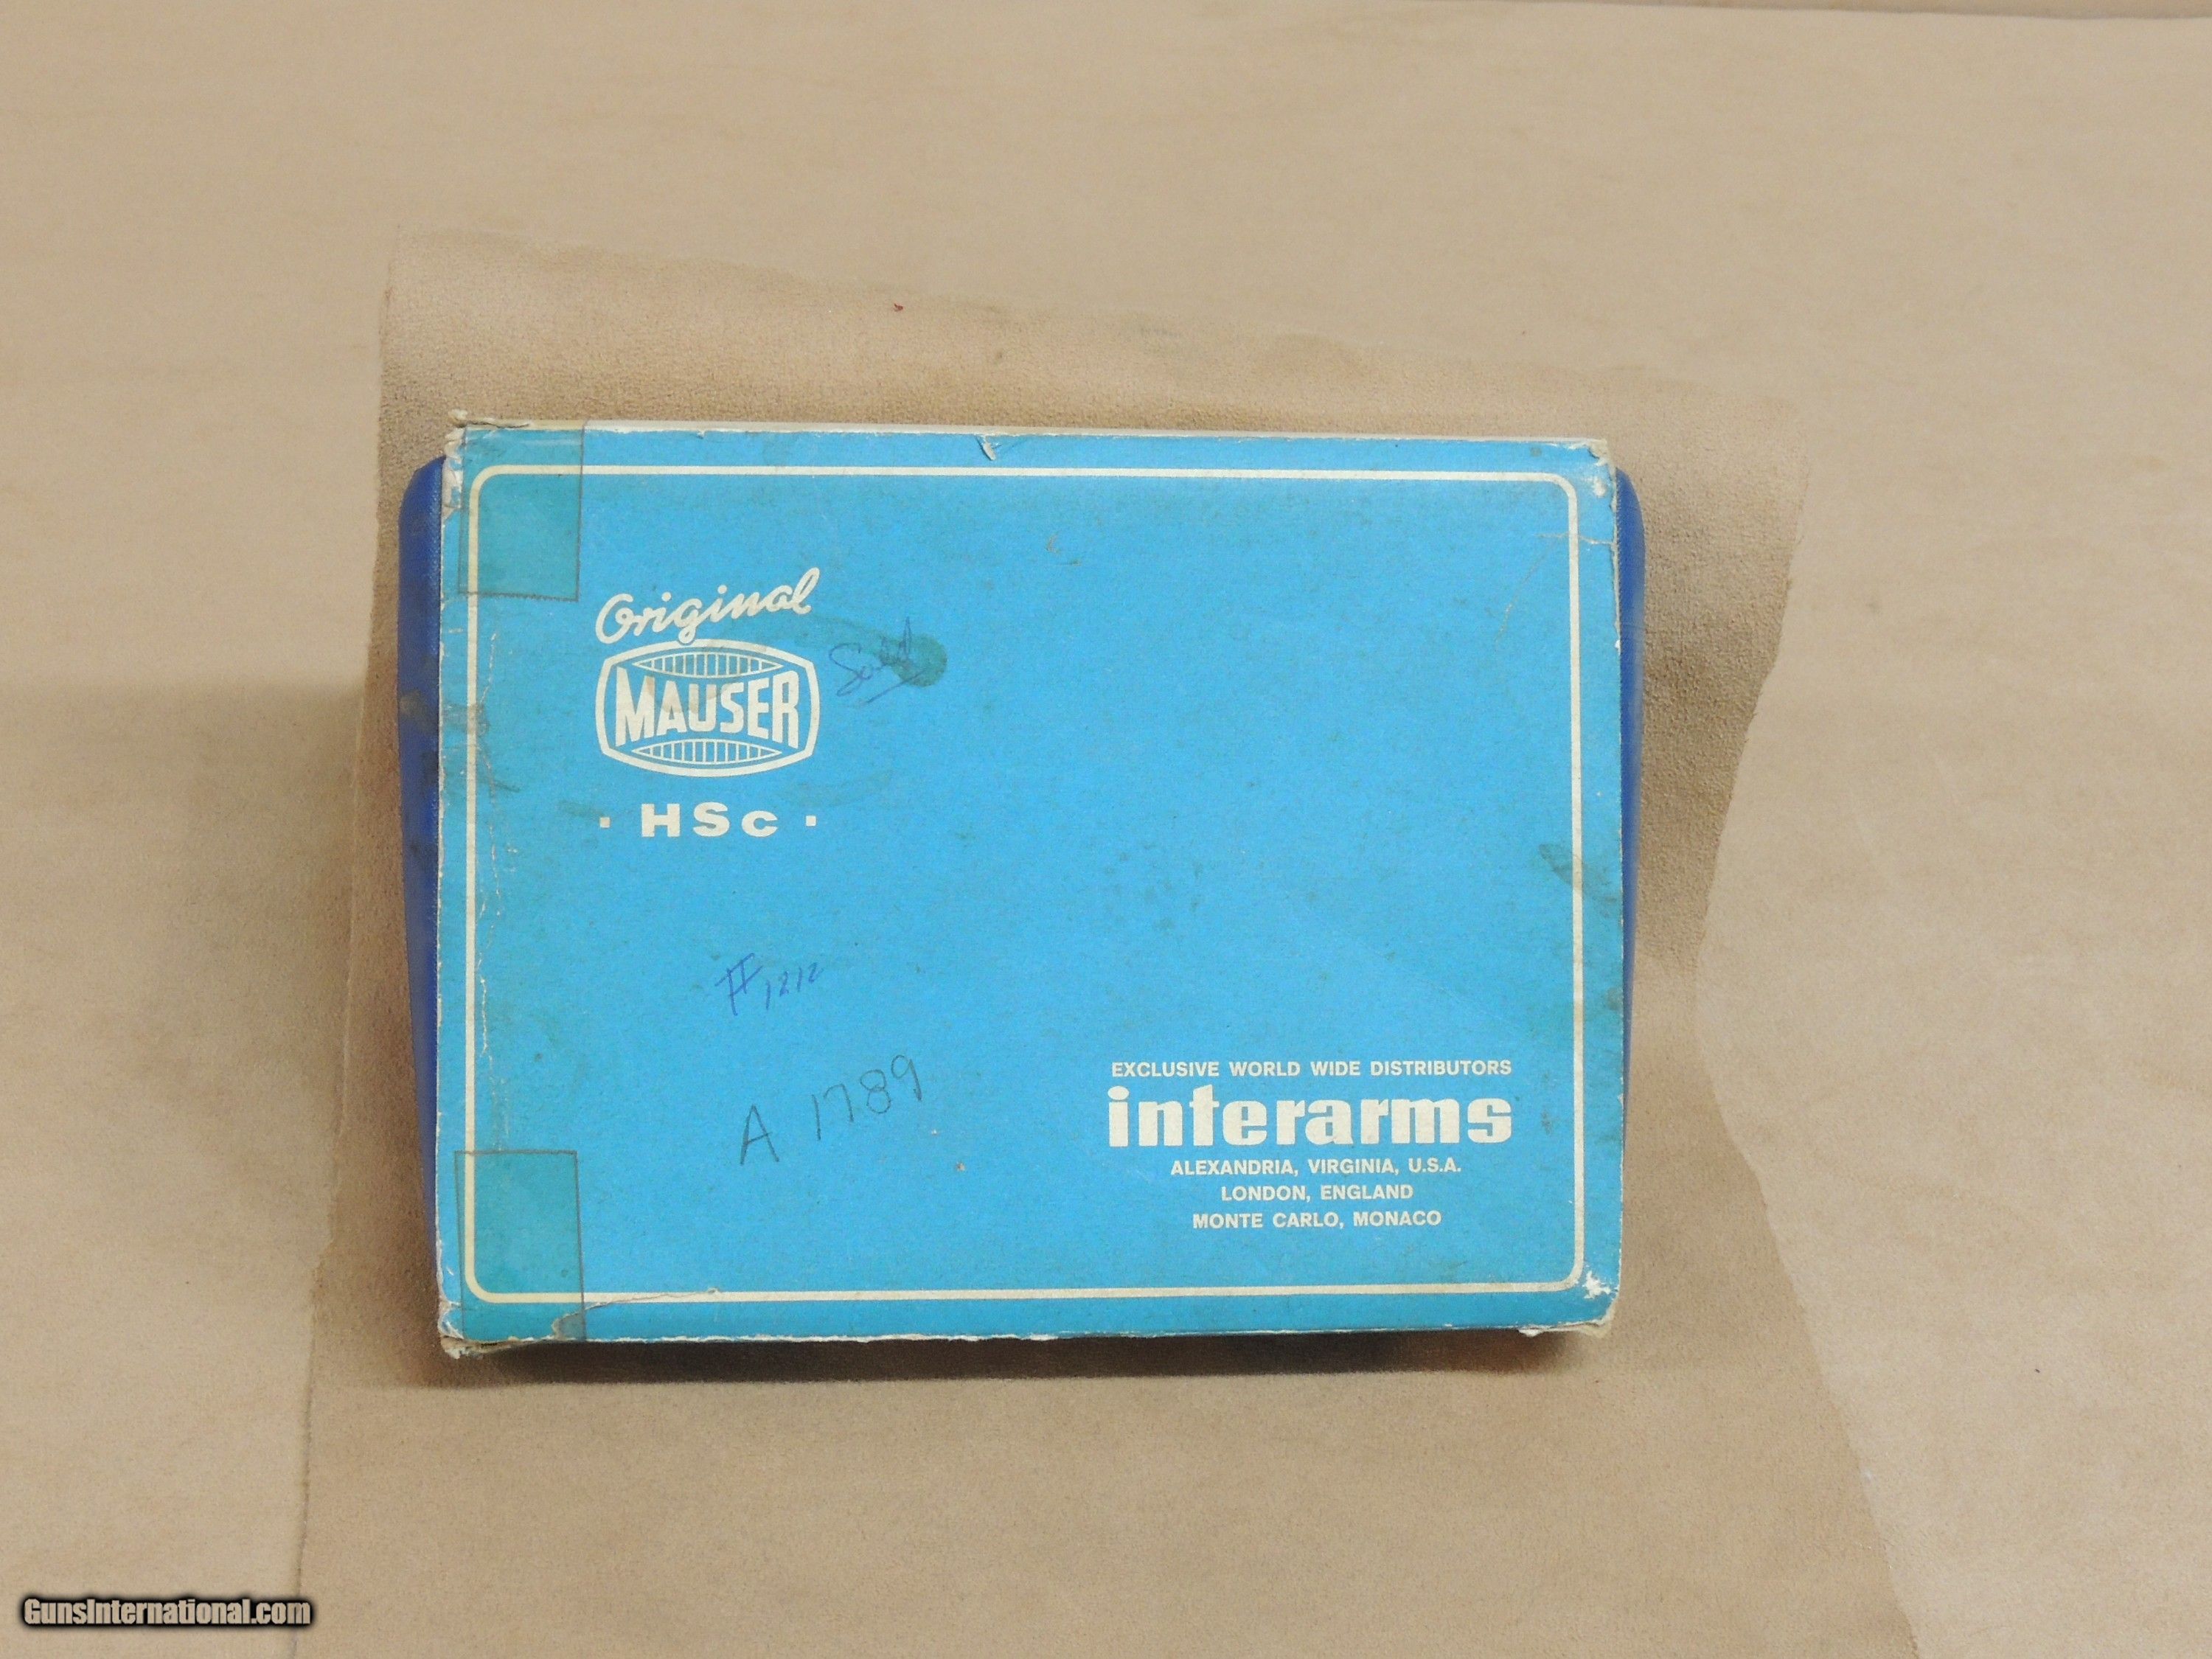 Original
MAUSER
Sold
· HSc ·
#1212
A 1789
EXCLUSIVE WORLD WIDE DISTRIBUTORS
interarms
ALEXANDRIA, VIRGINIA, U.S.A.
LONDON, ENGLAND
MONTE CARLO, MONACO
GunsInternational.com